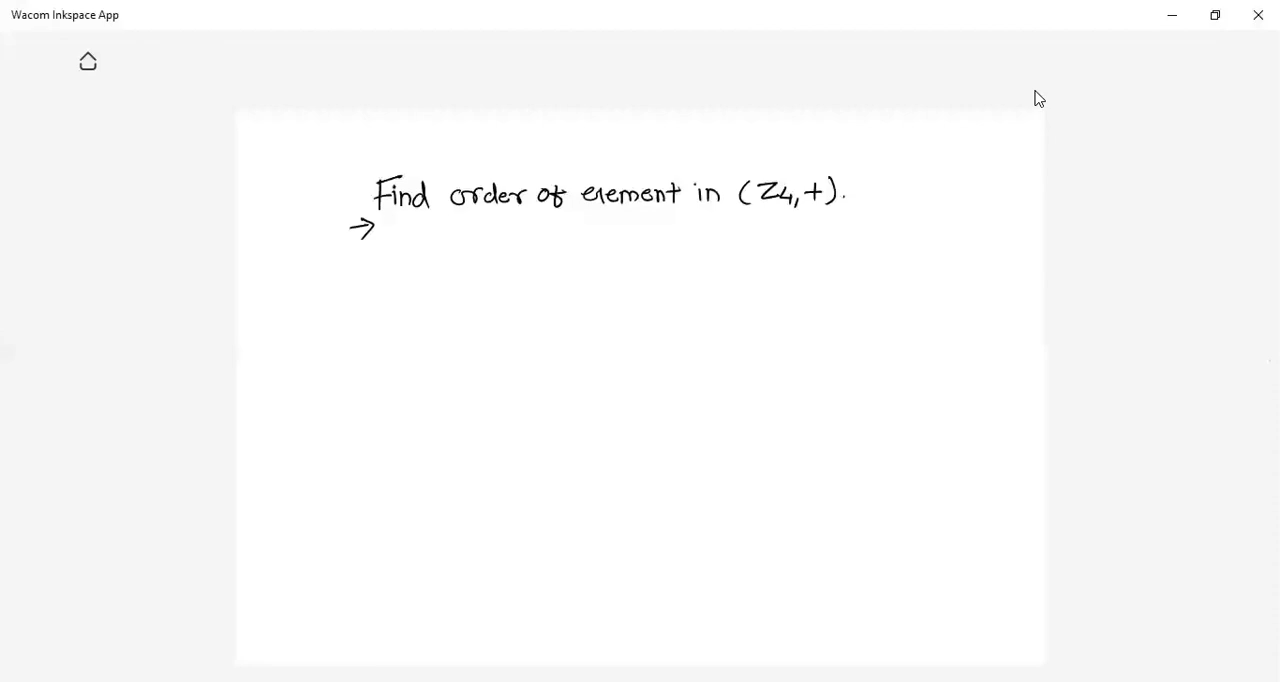 Wacom Inkspace App
Find order of element in (Z4, +).
→